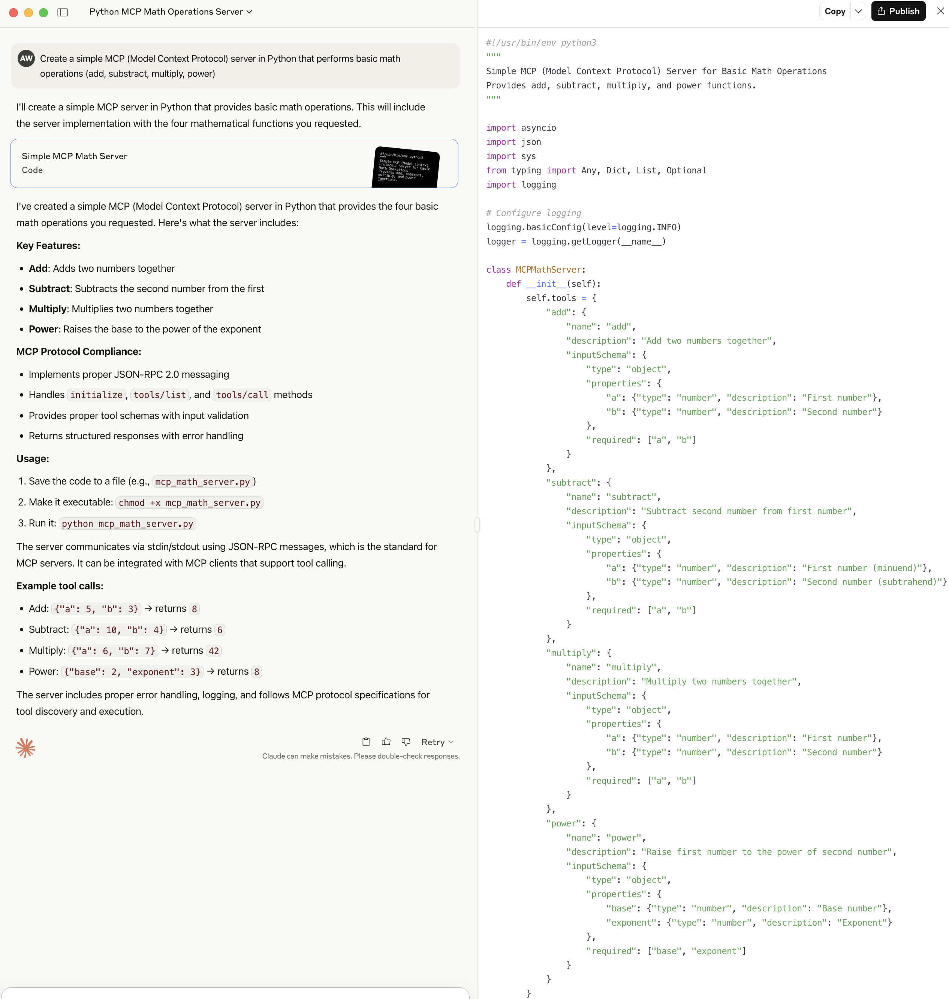 Python MCP Math Operations Server
AW
Create a simple MCP (Model Context Protocol) server in Python that performs basic math
operations (add, substract, multiply, power)
I'll create a simple MCP server in Python that provides basic math operations. This will include
the server implementation with the four mathematical functions you requested.
Simple MCP Math Server
Code
#!/usr/bin/env python3
"""
Simple MCP (Model Context
Protocol) Server for Basic
Math Operations
Provides add, subtract,
multiply, and power
functions.
"""
I've created a simple MCP (Model Context Protocol) server in Python that provides the four basic
math operations you requested. Here's what the server includes:
Key Features:
• Add: Adds two numbers together
• Subtract: Subtracts the second number from the first
• Multiply: Multiplies two numbers together
• Power: Raises the base to the power of the exponent
MCP Protocol Compliance:
• Implements proper JSON-RPC 2.0 messaging
• Handles initialize, tools/list, and tools/call methods
• Provides proper tool schemas with input validation
• Returns structured responses with error handling
Usage:
1. Save the code to a file (e.g., mcp_math_server.py)
2. Make it executable: chmod +x mcp_math_server.py
3. Run it: python mcp_math_server.py
The server communicates via stdin/stdout using JSON-RPC messages, which is the standard for
MCP servers. It can be integrated with MCP clients that support tool calling.
Example tool calls:
• Add: {"a": 5, "b": 3} → returns 8
• Subtract: {"a": 10, "b": 4} → returns 6
• Multiply: {"a": 6, "b": 7} → returns 42
• Power: {"base": 2, "exponent": 3} → returns 8
The server includes proper error handling, logging, and follows MCP protocol specifications for
tool discovery and execution.
Retry
Claude can make mistakes. Please double-check responses.
Copy
Publish
#!/usr/bin/env python3
"""
Simple MCP (Model Context Protocol) Server for Basic Math Operations
Provides add, subtract, multiply, and power functions.
"""
import asyncio
import json
import sys
from typing import Any, Dict, List, Optional
import logging
# Configure logging
logging.basicConfig(level=logging.INFO)
logger = logging.getLogger(__name__)
class MCPMathServer:
    def __init__(self):
        self.tools = {
            "add": {
                "name": "add",
                "description": "Add two numbers together",
                "inputSchema": {
                    "type": "object",
                    "properties": {
                        "a": {"type": "number", "description": "First number"},
                        "b": {"type": "number", "description": "Second number"}
                    },
                    "required": ["a", "b"]
                }
            },
            "subtract": {
                "name": "subtract",
                "description": "Subtract second number from first number",
                "inputSchema": {
                    "type": "object",
                    "properties": {
                        "a": {"type": "number", "description": "First number (minuend)"},
                        "b": {"type": "number", "description": "Second number (subtrahend)"}
                    },
                    "required": ["a", "b"]
                }
            },
            "multiply": {
                "name": "multiply",
                "description": "Multiply two numbers together",
                "inputSchema": {
                    "type": "object",
                    "properties": {
                        "a": {"type": "number", "description": "First number"},
                        "b": {"type": "number", "description": "Second number"}
                    },
                    "required": ["a", "b"]
                }
            },
            "power": {
                "name": "power",
                "description": "Raise first number to the power of second number",
                "inputSchema": {
                    "type": "object",
                    "properties": {
                        "base": {"type": "number", "description": "Base number"},
                        "exponent": {"type": "number", "description": "Exponent"}
                    },
                    "required": ["base", "exponent"]
                }
            }
        }